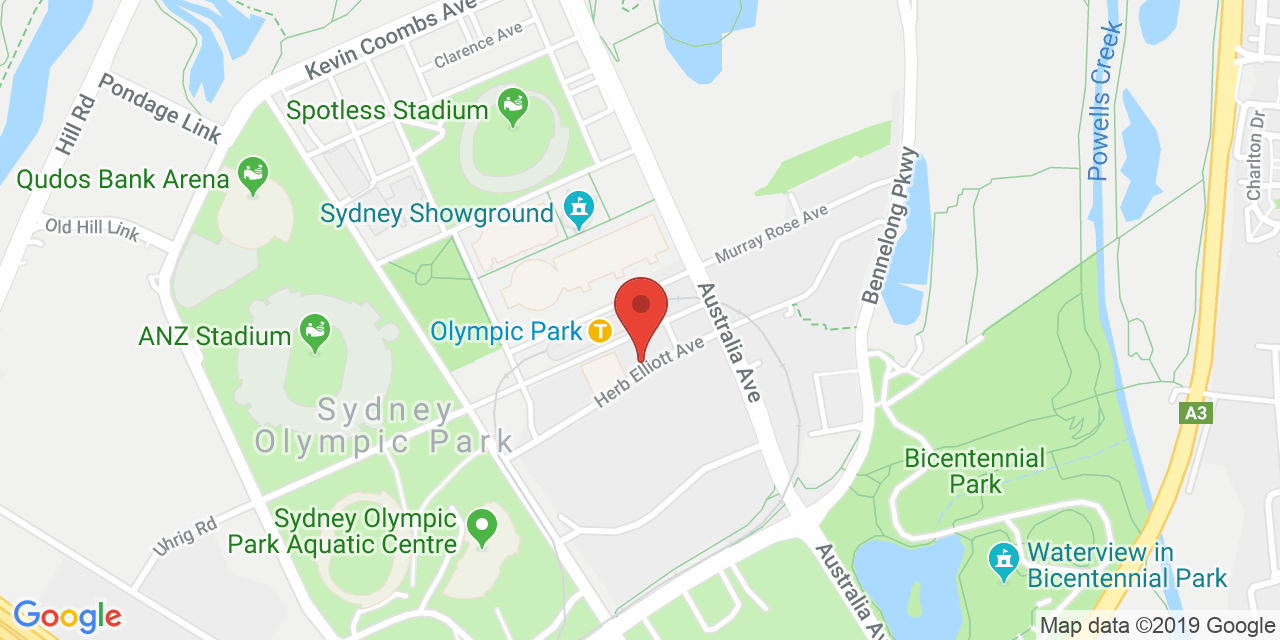 Kevin Coombs Ave
Clarence Ave
Pondage Link
Hill Rd
Spotless Stadium
Qudos Bank Arena
Sydney Showground
Old Hill Link
Murray Rose Ave
Bennelong Pkwy
Powells Creek
Charlton Dr
ANZ Stadium
Olympic Park
T
Australia Ave
Herb Elliott Ave
Sydney
Olympic Park
A3
Bicentennial
Park
Uhrig Rd
Sydney Olympic
Park Aquatic Centre
Waterview in
Bicentennial Park
Australia Av
Google
Map data ©2019 Google